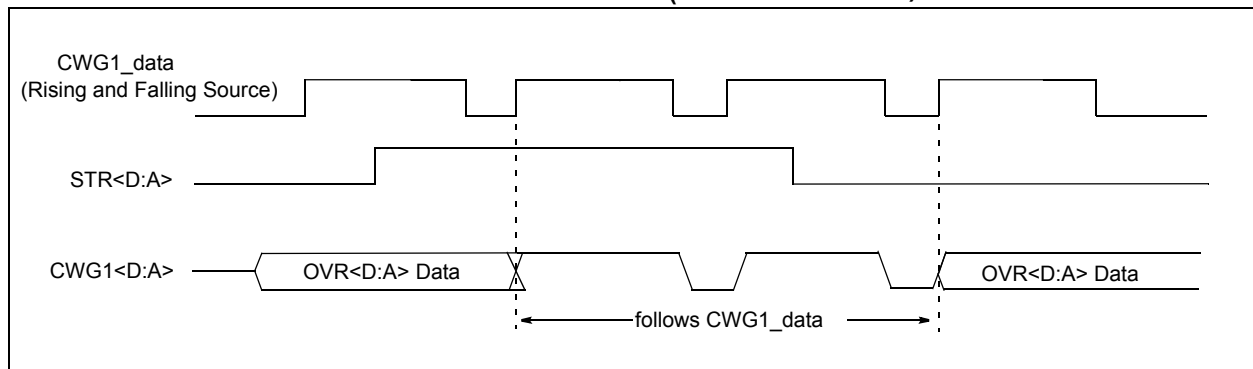 CWG1_data
(Rising and Falling Source)
STR<D:A>
CWG1<D:A>
OVR<D:A> Data
OVR<D:A> Data
follows CWG1_data